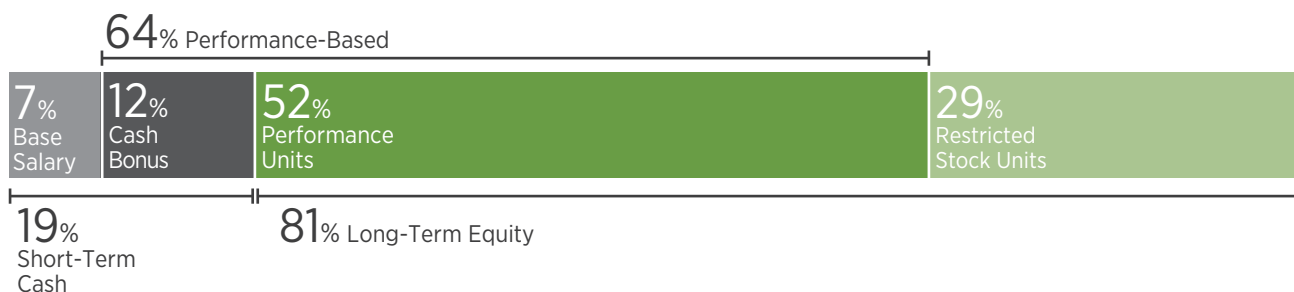 64% Performance-Based
7%
Base
Salary
12%
Cash
Bonus
52%
Performance
Units
29%
Restricted
Stock Units
19%
Short-Term
Cash
81% Long-Term Equity